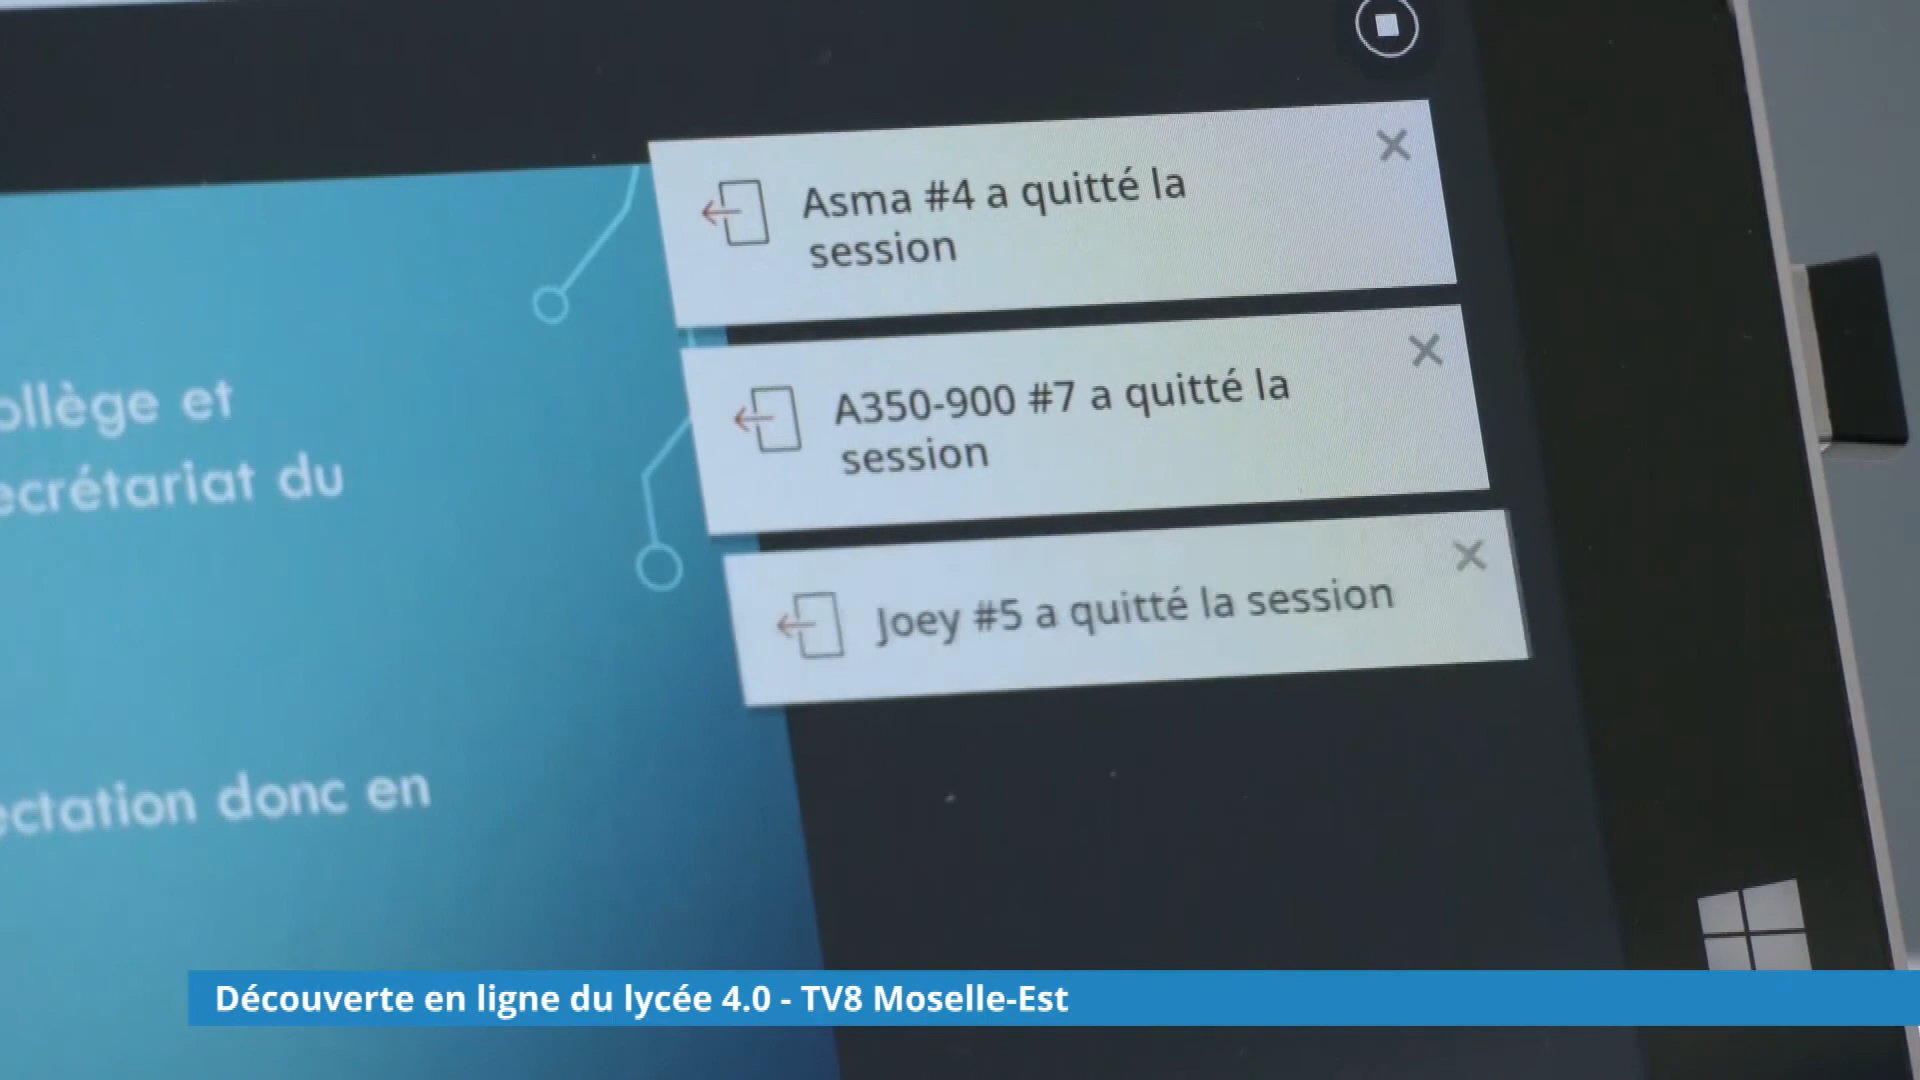 Asma #4 a quitté la
session
A350-900 #7 a quitté la
session
Joey #5 a quitté la session
ollège et
ecrétariat du
ectation donc en
Découverte en ligne du lycée 4.0 - TV8 Moselle-Est